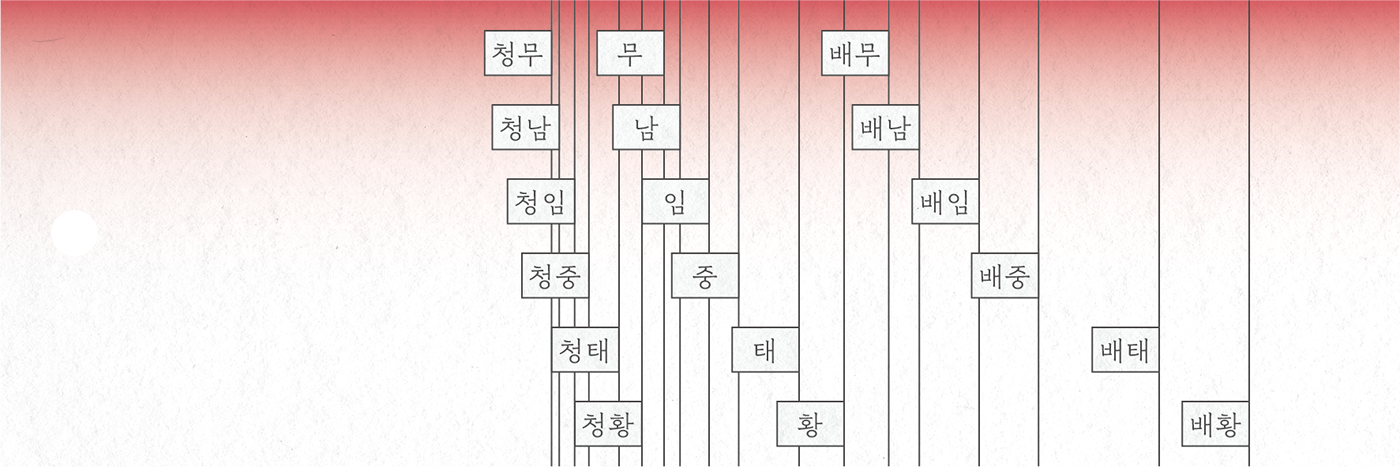 청무 무 배무
청남 남 배남
청임 임 배임
청중 중 배중
청태 태 배태
청황 황 배황